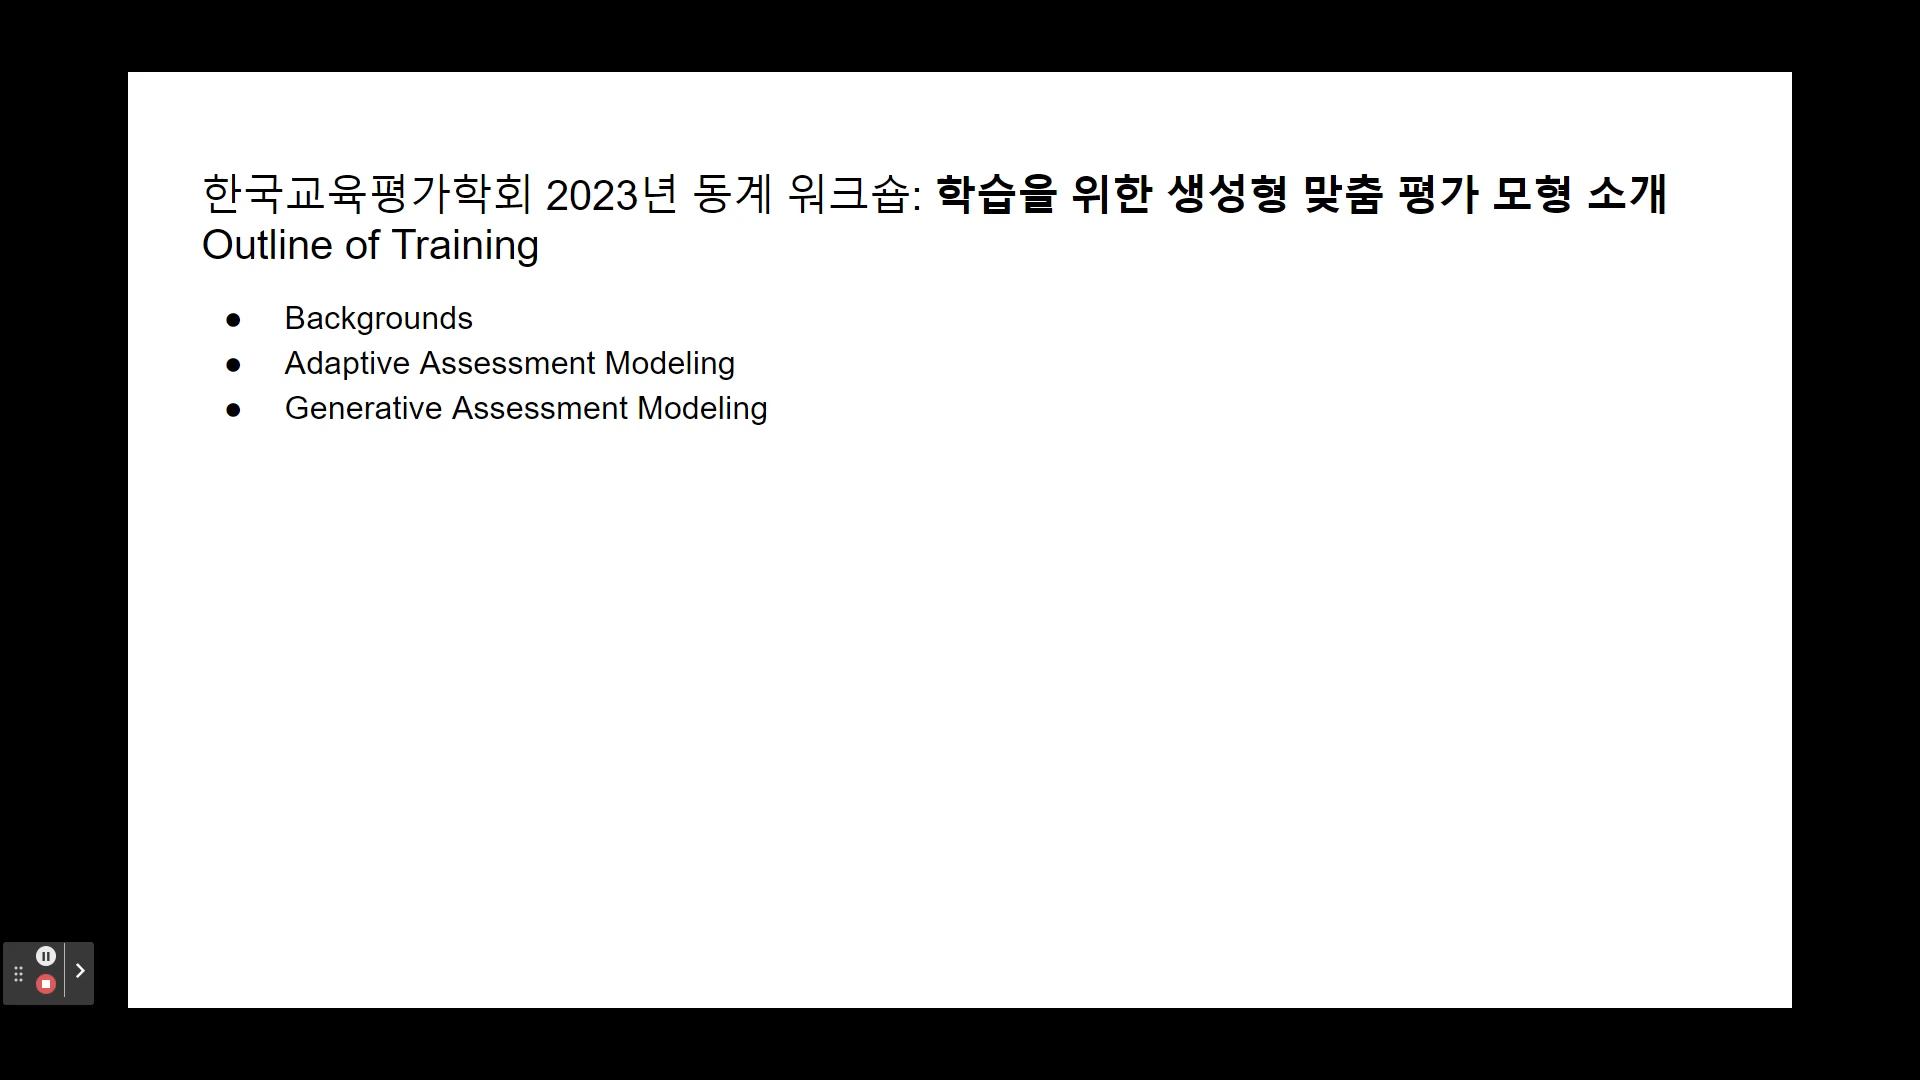 한국교육평가학회 2023년 동계 워크숍: 학습을 위한 생성형 맞춤 평가 모형 소개
Outline of Training
● Backgrounds
● Adaptive Assessment Modeling
● Generative Assessment Modeling